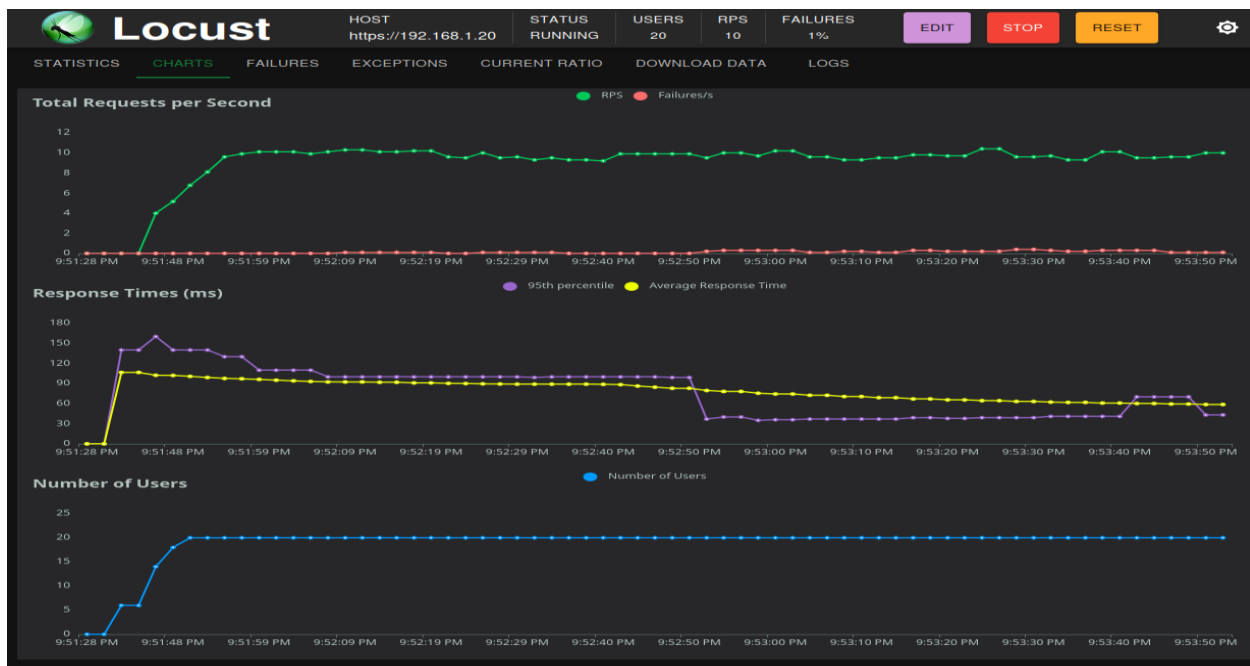 Locust
HOST STATUS USERS RPS FAILURES
https://192.168.1.20 RUNNING 20 10 1%
EDIT STOP RESET
STATISTICS CHARTS FAILURES EXCEPTIONS CURRENT RATIO DOWNLOAD DATA LOGS
Total Requests per Second
RPS Failures/s
12
10
8
6
4
2
0
9:51:28 PM 9:51:48 PM 9:51:59 PM 9:52:09 PM 9:52:19 PM 9:52:29 PM 9:52:40 PM 9:52:50 PM 9:53:00 PM 9:53:10 PM 9:53:20 PM 9:53:30 PM 9:53:40 PM 9:53:50 PM
Response Times (ms)
95th percentile Average Response Time
180
150
120
90
60
30
0
9:51:28 PM 9:51:48 PM 9:51:59 PM 9:52:09 PM 9:52:19 PM 9:52:29 PM 9:52:40 PM 9:52:50 PM 9:53:00 PM 9:53:10 PM 9:53:20 PM 9:53:30 PM 9:53:40 PM 9:53:50 PM
Number of Users
Number of Users
25
20
15
10
5
0
9:51:28 PM 9:51:48 PM 9:51:59 PM 9:52:09 PM 9:52:19 PM 9:52:29 PM 9:52:40 PM 9:52:50 PM 9:53:00 PM 9:53:10 PM 9:53:20 PM 9:53:30 PM 9:53:40 PM 9:53:50 PM